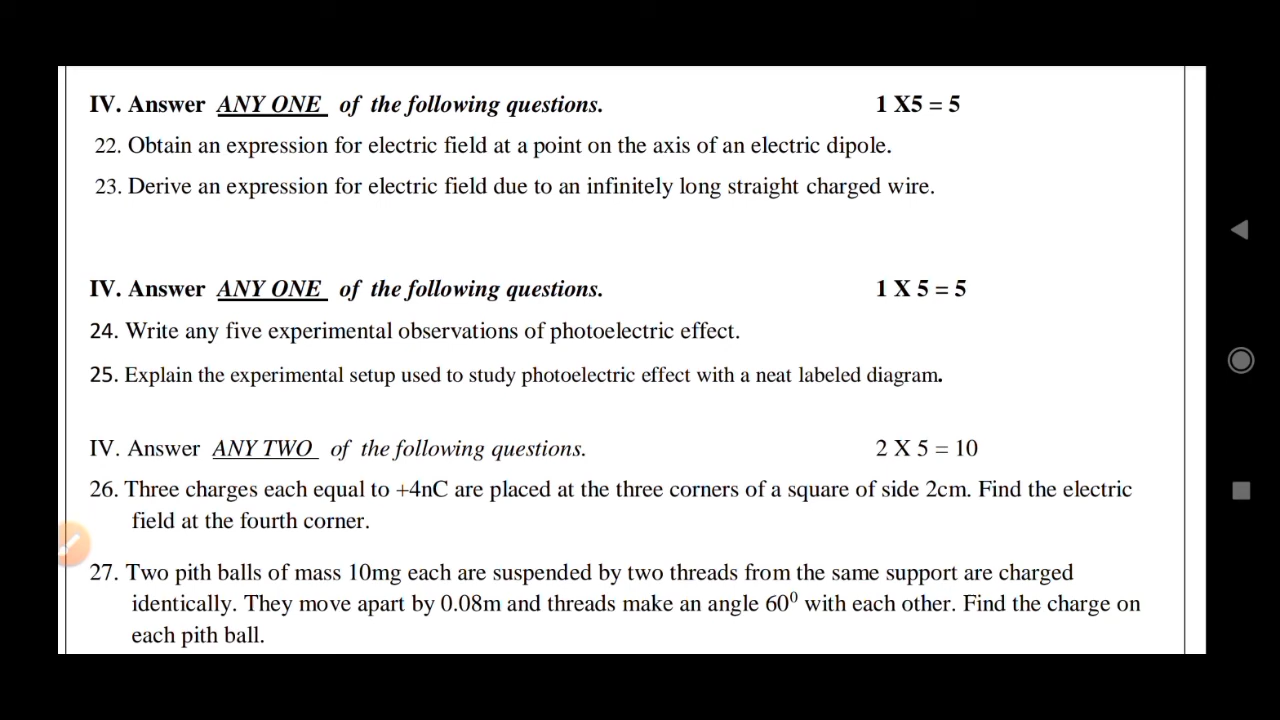 IV. Answer ANY ONE of the following questions. 1 X5 = 5
22. Obtain an expression for electric field at a point on the axis of an electric dipole.
23. Derive an expression for electric field due to an infinitely long straight charged wire.
IV. Answer ANY ONE of the following questions. 1 X 5 = 5
24. Write any five experimental observations of photoelectric effect.
25. Explain the experimental setup used to study photoelectric effect with a neat labeled diagram.
IV. Answer ANY TWO of the following questions. 2 X 5 = 10
26. Three charges each equal to +4nC are placed at the three corners of a square of side 2cm. Find the electric
field at the fourth corner.
27. Two pith balls of mass 10mg each are suspended by two threads from the same support are charged
identically. They move apart by 0.08m and threads make an angle 60⁰ with each other. Find the charge on
each pith ball.